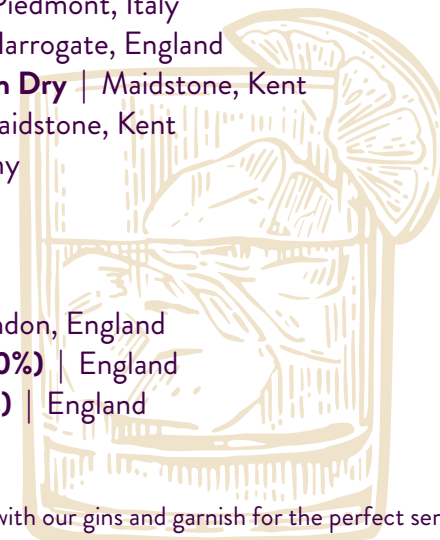 Piedmont, Italy
Harrogate, England
n Dry | Maidstone, Kent
aidstone, Kent
ny
ndon, England
0%) | England
) | England
with our gins and garnish for the perfect ser